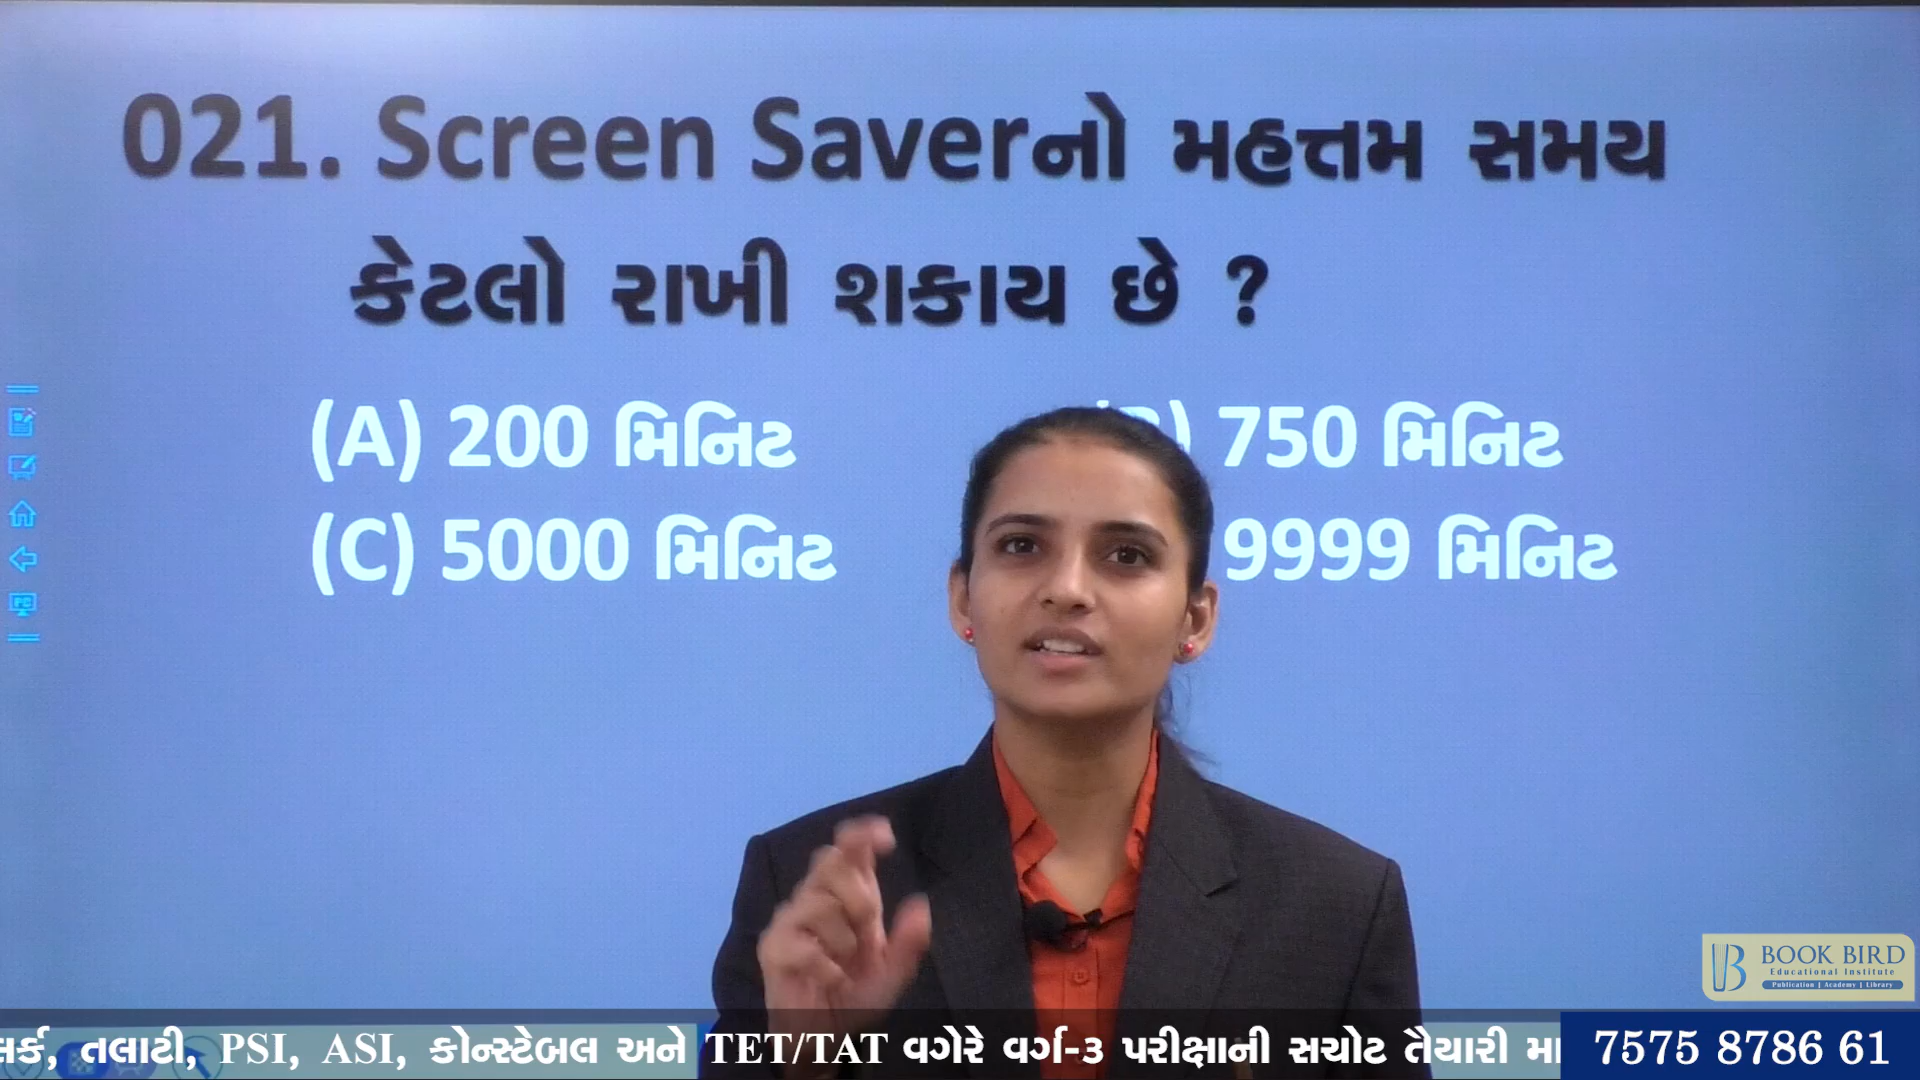 021. Screen Saverનો મહત્તમ સમય
કેટલો રાખી શકાય છે ?
(A) 200 મિનિટ
750 મિનિટ
(C) 5000 મિનિટ
9999 મિનિટ
BOOK BIRD
Educational Institute
Publication | Academy | Library
તલાટી, PSI, ASI, કોન્સ્ટેબલ અને TET/TAT વગેરે વર્ગ-૩ પરીક્ષાની સચોટ તૈયારી
7575 8786 61